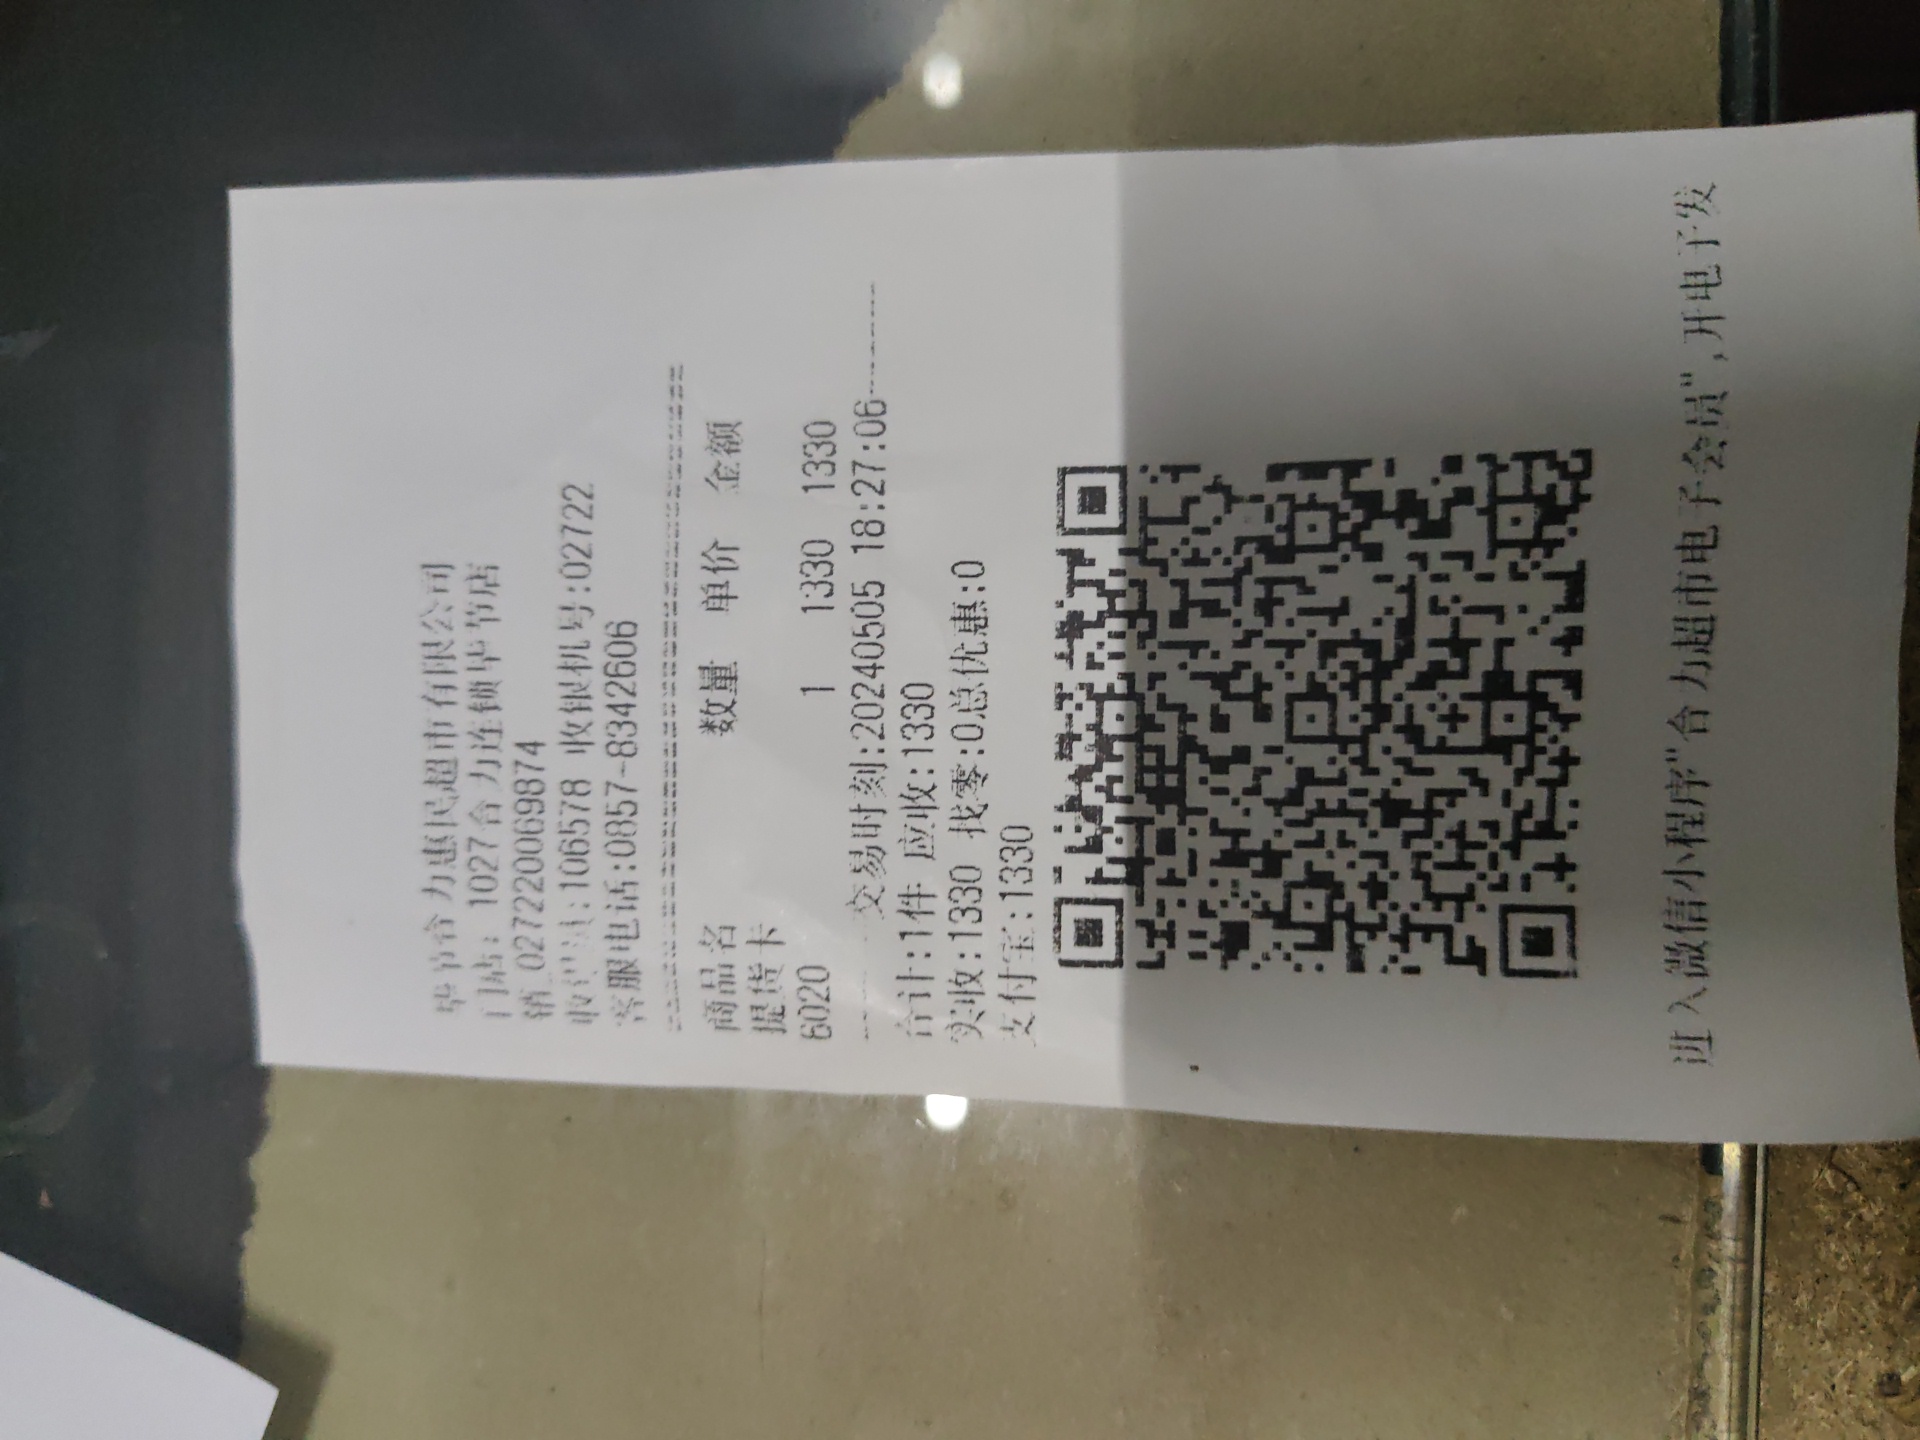 毕节合力惠民超市有限公司
门店: 1027合力连锁毕节店
销 0272220069874
收银员:106578 收银机号:02722
客服电话:0857-8342606
商品名 数量 单价 金额
提货卡
6020 1 1330 1330
交易时刻:20240505 18:27:06
合计:1件 应收:1330
实收:1330 找零:0总优惠:0
支付宝:1330
进入微信小程序"合力超市电子会员",开电子发